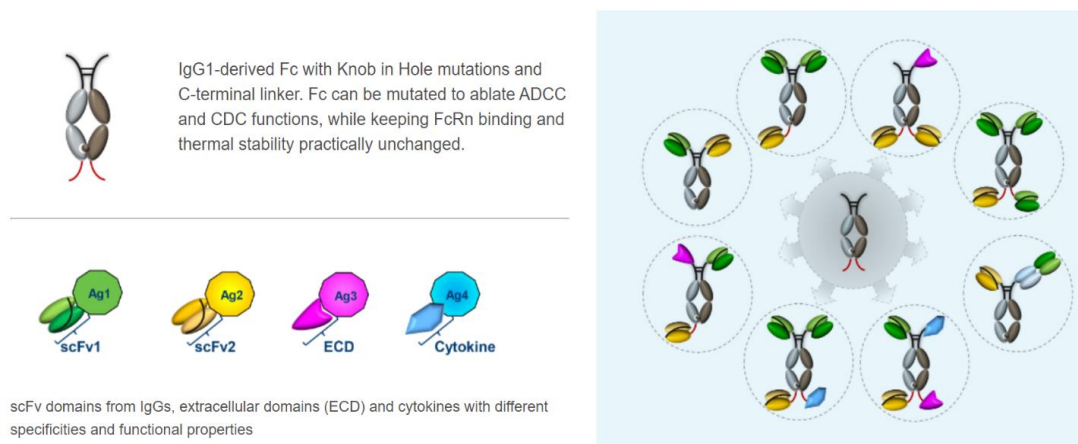 IgG1-derived Fc with Knob in Hole mutations and
C-terminal linker. Fc can be mutated to ablate ADCC
and CDC functions, while keeping FcRn binding and
thermal stability practically unchanged.
Ag1
Ag2
Ag3
Ag4
scFv1
scFv2
ECD
Cytokine
scFv domains from IgGs, extracellular domains (ECD) and cytokines with different
specificities and functional properties